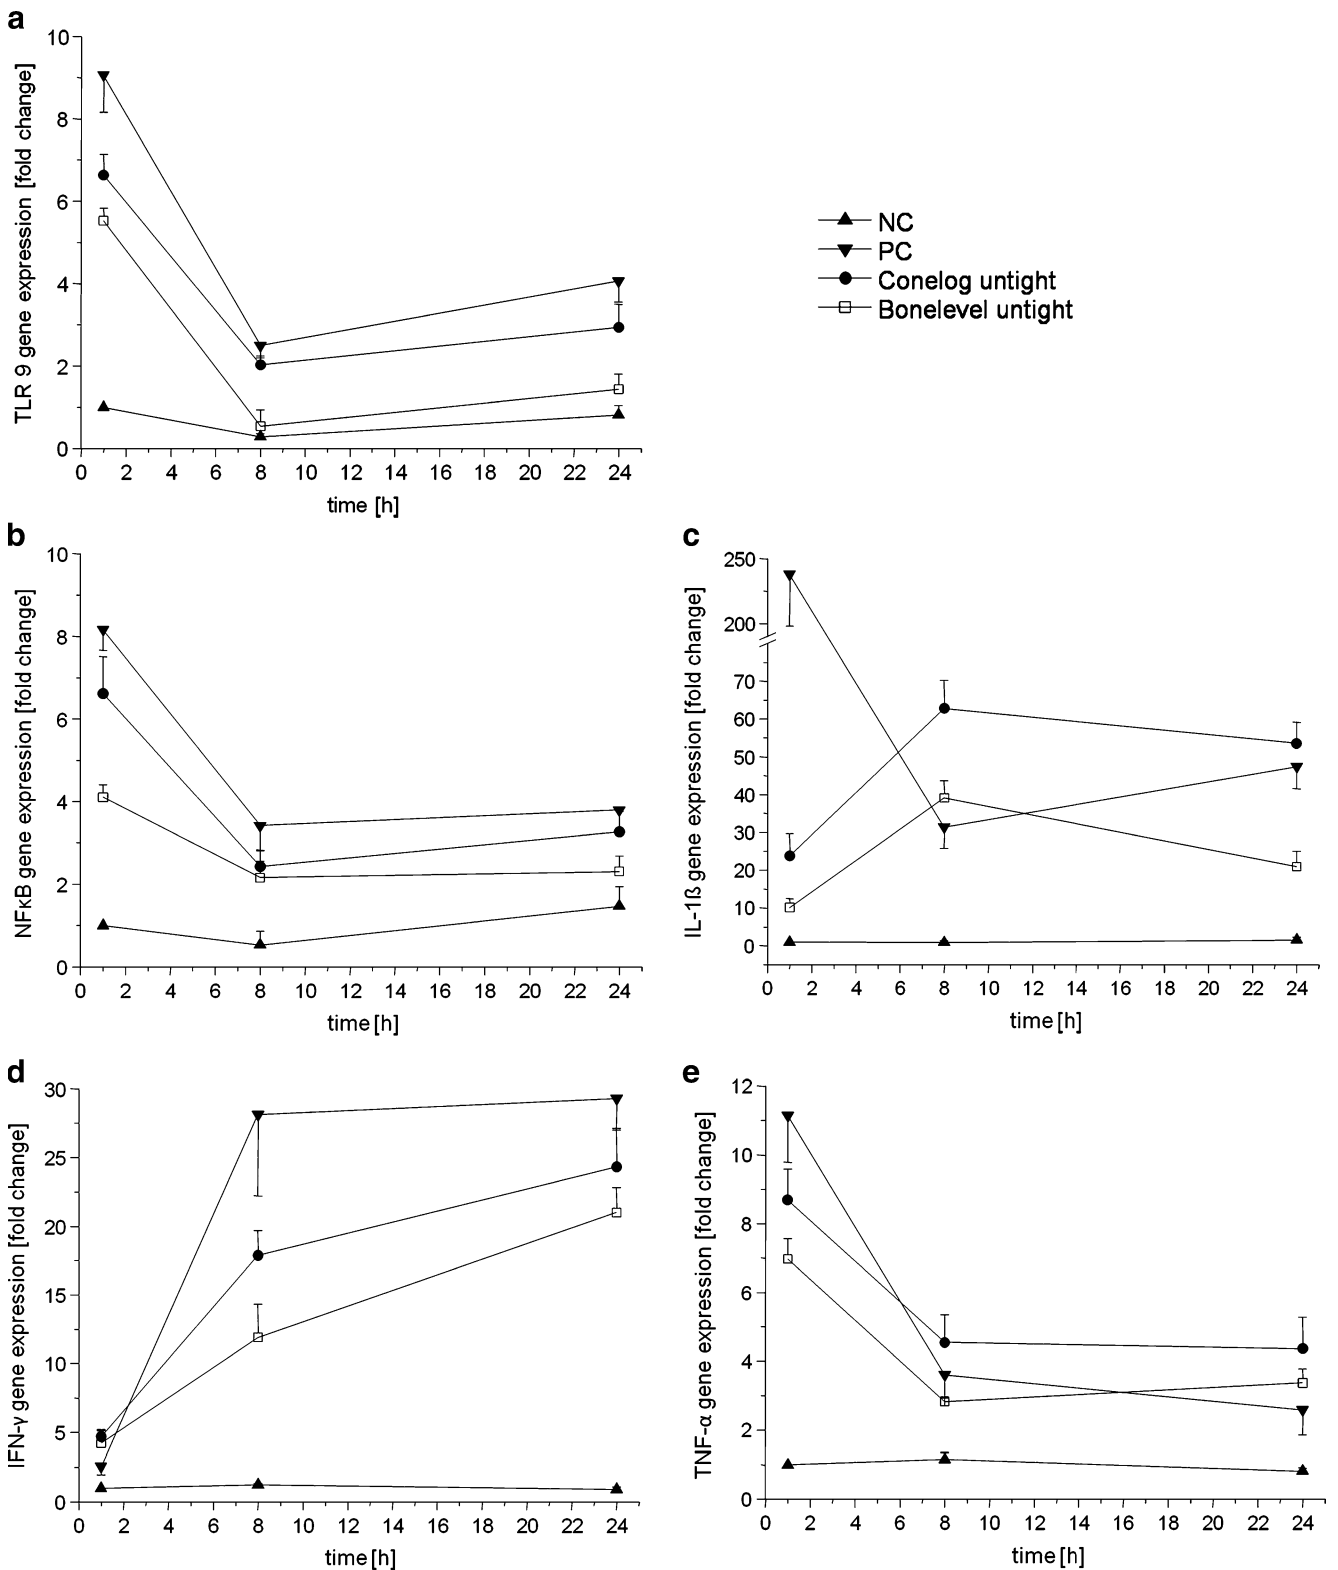 a
TLR 9 gene expression [fold change]
10
8
6
4
2
0
0 2 4 6 8 10 12 14 16 18 20 22 24
time [h]
NC
PC
Conelog untight
Bonelevel untight
b
NFκB gene expression [fold change]
10
8
6
4
2
0
0 2 4 6 8 10 12 14 16 18 20 22 24
time [h]
c
IL-1ß gene expression [fold change]
250
200
70
60
50
40
30
20
10
0
0 2 4 6 8 10 12 14 16 18 20 22 24
time [h]
d
IFN-γ gene expression [fold change]
30
25
20
15
10
5
0
0 2 4 6 8 10 12 14 16 18 20 22 24
time [h]
e
TNF-α gene expression [fold change]
12
10
8
6
4
2
0
0 2 4 6 8 10 12 14 16 18 20 22 24
time [h]